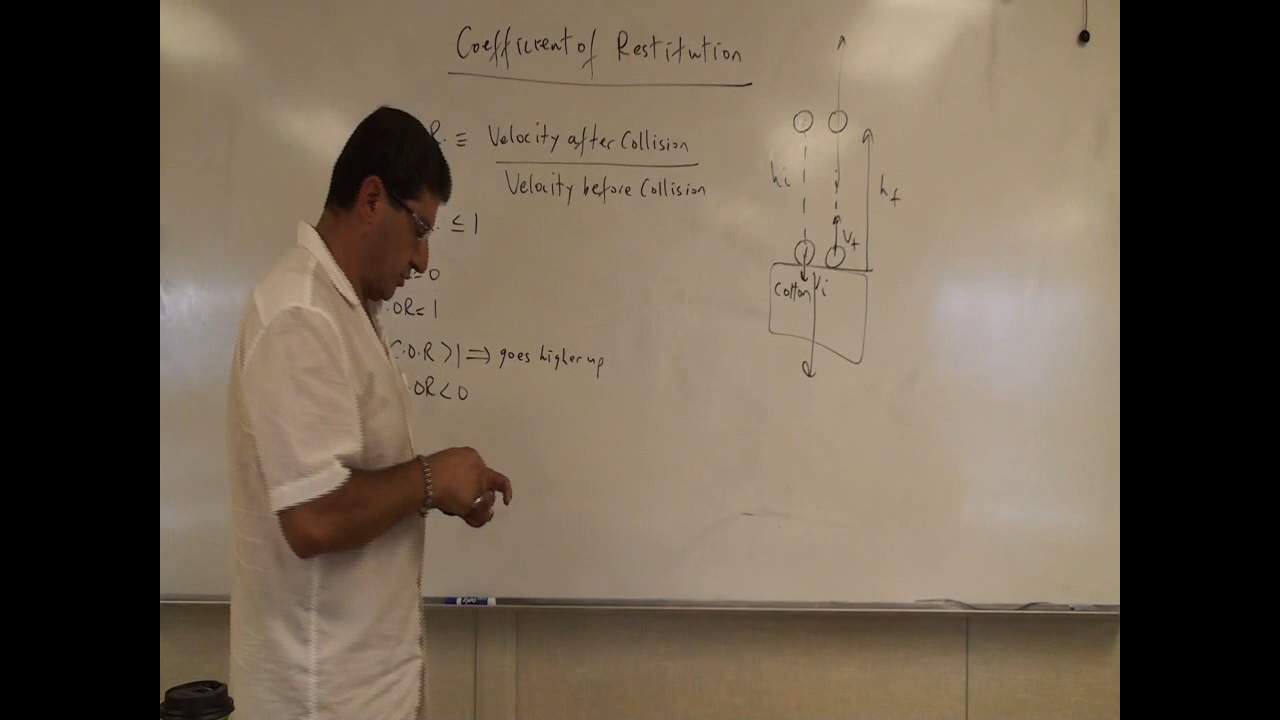 Coefficient of Restitution
R. ≡ Velocity after Collision
Velocity before Collision
. ≤ 1
=0
.OR=1
C.O.R >1 ⟹ goes higher up
.OR<0
hi
hf
Vf
Cotton
Vi